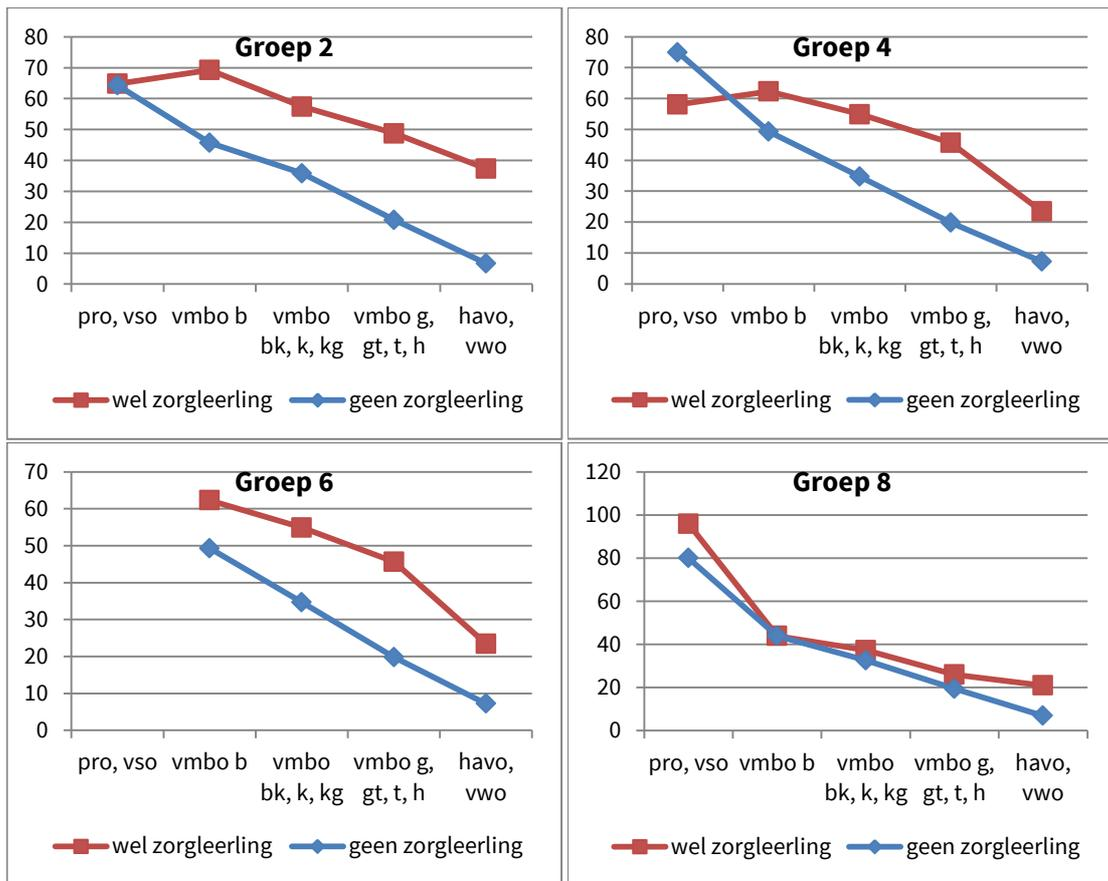 Groep 2
80
70
60
50
40
30
20
10
0
pro, vso vmbo b vmbo vmbo g, havo,
bk, k, kg gt, t, h vwo
wel zorgleerling geen zorgleerling
Groep 4
80
70
60
50
40
30
20
10
0
pro, vso vmbo b vmbo vmbo g, havo,
bk, k, kg gt, t, h vwo
wel zorgleerling geen zorgleerling
Groep 6
70
60
50
40
30
20
10
0
pro, vso vmbo b vmbo vmbo g, havo,
bk, k, kg gt, t, h vwo
wel zorgleerling geen zorgleerling
Groep 8
120
100
80
60
40
20
0
pro, vso vmbo b vmbo vmbo g, havo,
bk, k, kg gt, t, h vwo
wel zorgleerling geen zorgleerling